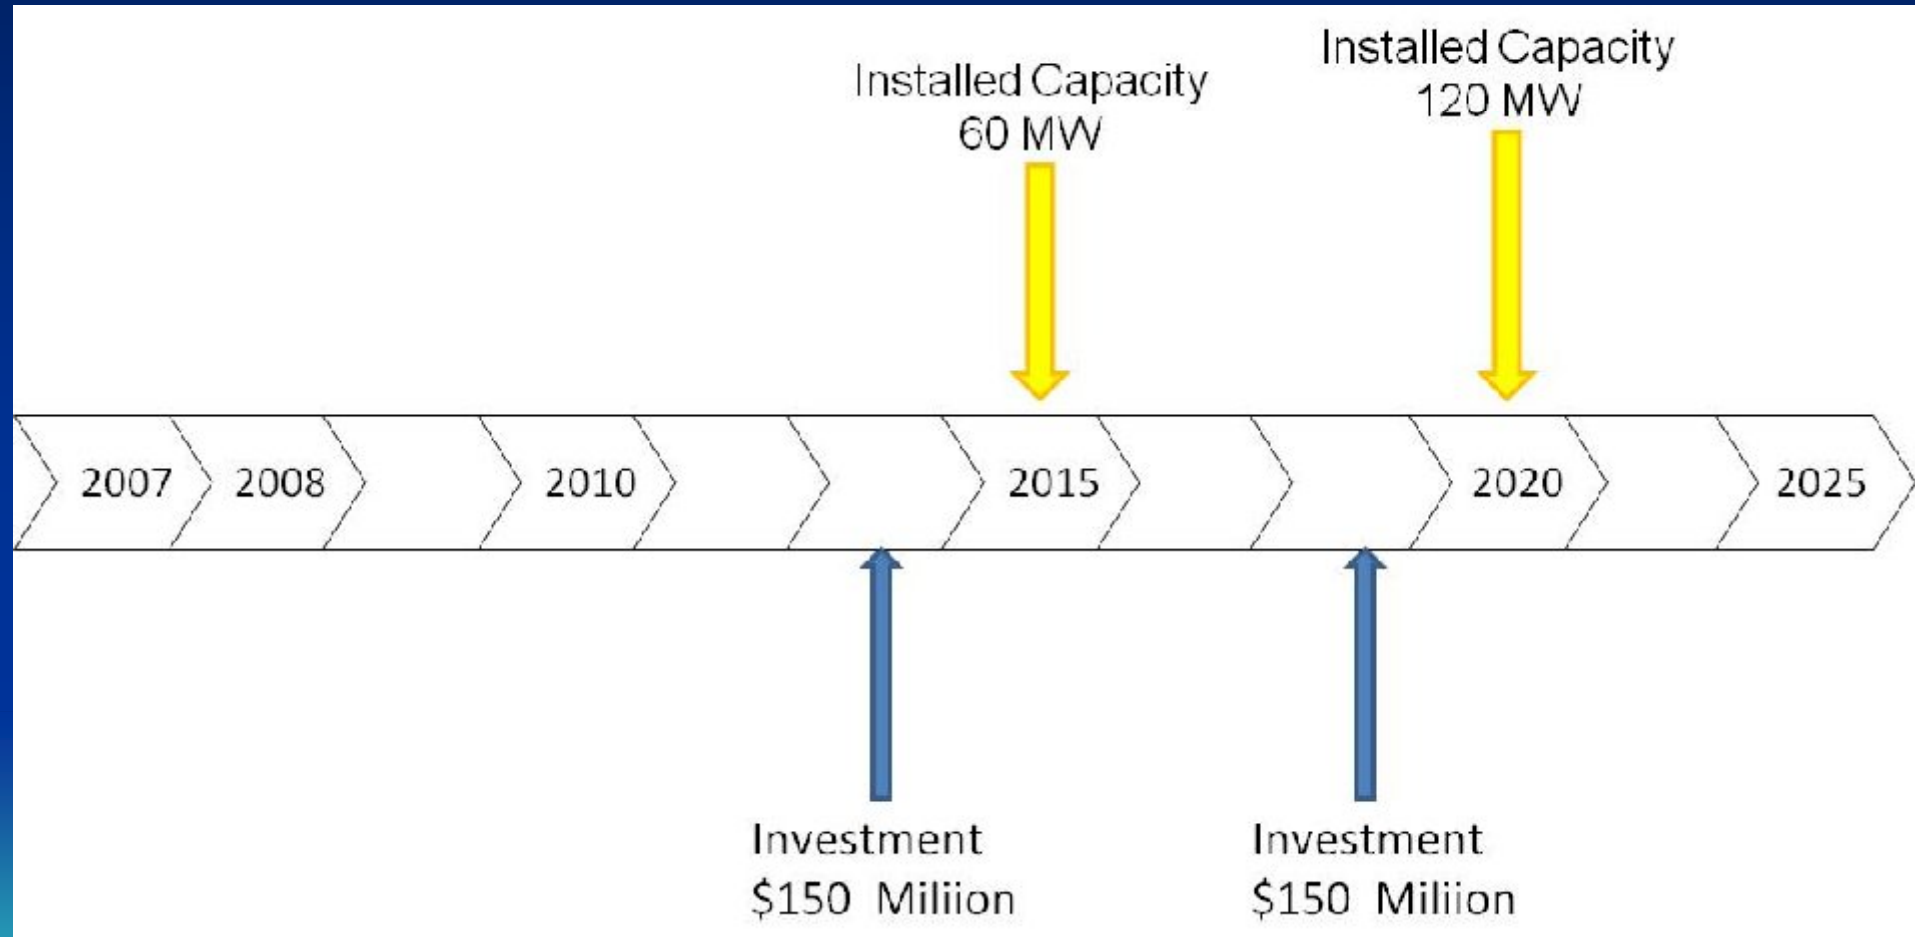 Installed Capacity
60 MW
Installed Capacity
120 MW
2007
2008
2010
2015
2020
2025
Investment
$150 Miliion
Investment
$150 Miliion